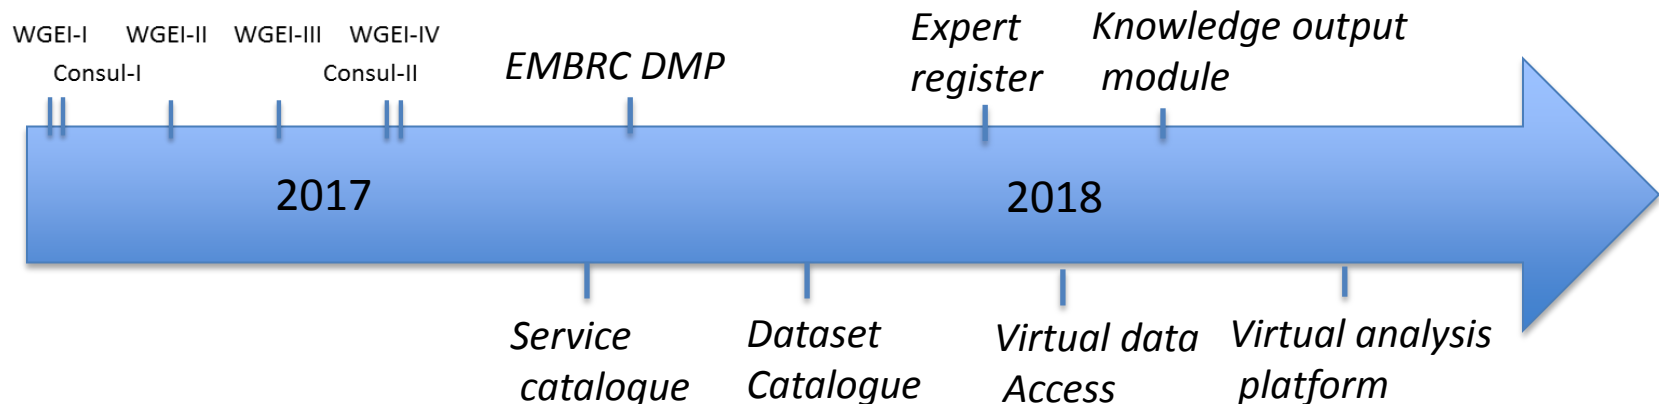 WGEI-I WGEI-II WGEI-III WGEI-IV
Consul-I Consul-II
EMBRC DMP
Expert
register
Knowledge output
module
2017 2018
Service
catalogue
Dataset
Catalogue
Virtual data
Access
Virtual analysis
platform